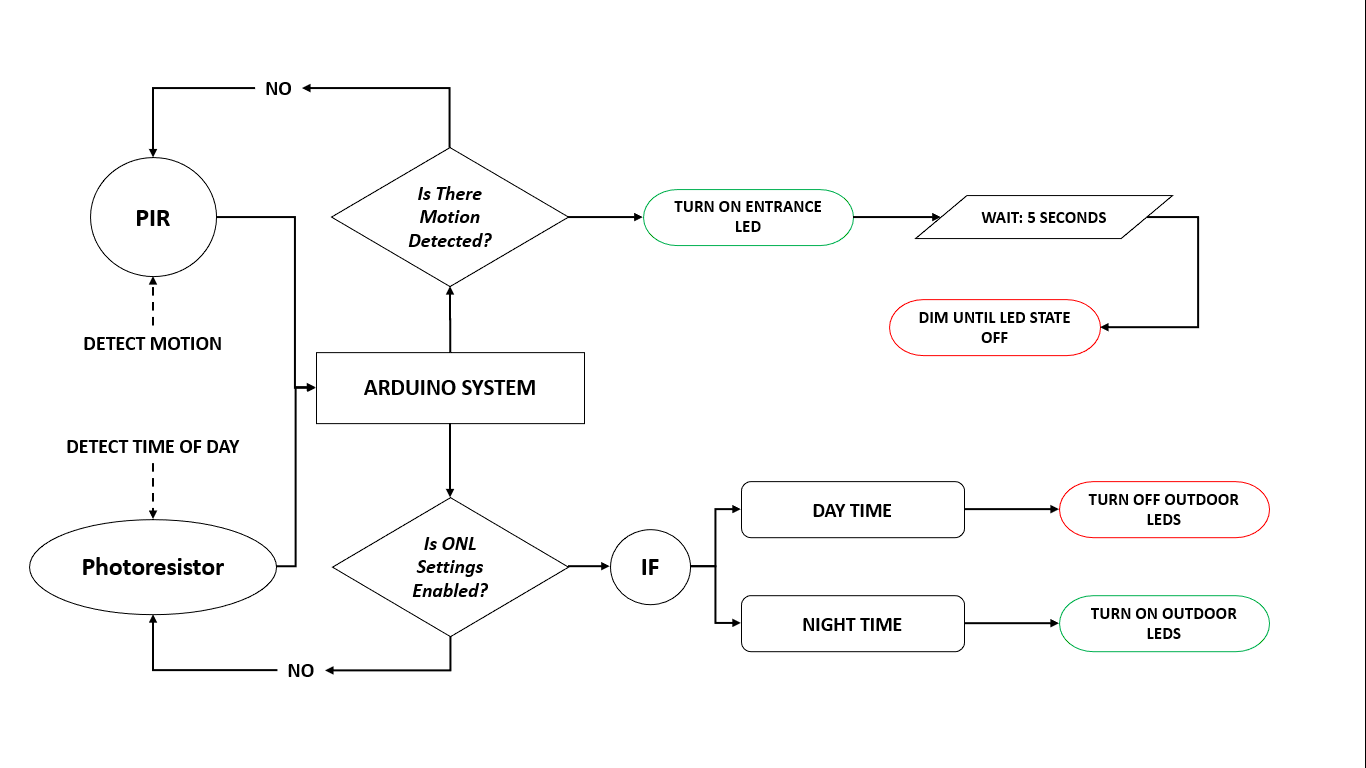 NO
PIR
Is There
Motion
Detected?
TURN ON ENTRANCE
LED
WAIT: 5 SECONDS
DETECT MOTION
DIM UNTIL LED STATE
OFF
ARDUINO SYSTEM
DETECT TIME OF DAY
Photoresistor
Is ONL
Settings
Enabled?
IF
DAY TIME
TURN OFF OUTDOOR
LEDS
NIGHT TIME
TURN ON OUTDOOR
LEDS
NO